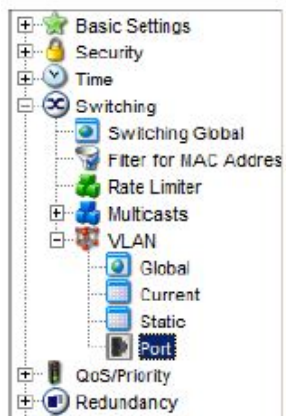 Basic Settings
Security
Time
Switching
Switching Global
Filter for MAC Addres
Rate Limiter
Multicasts
VLAN
Global
Current
Static
Port
QoS/Priority
Redundancy